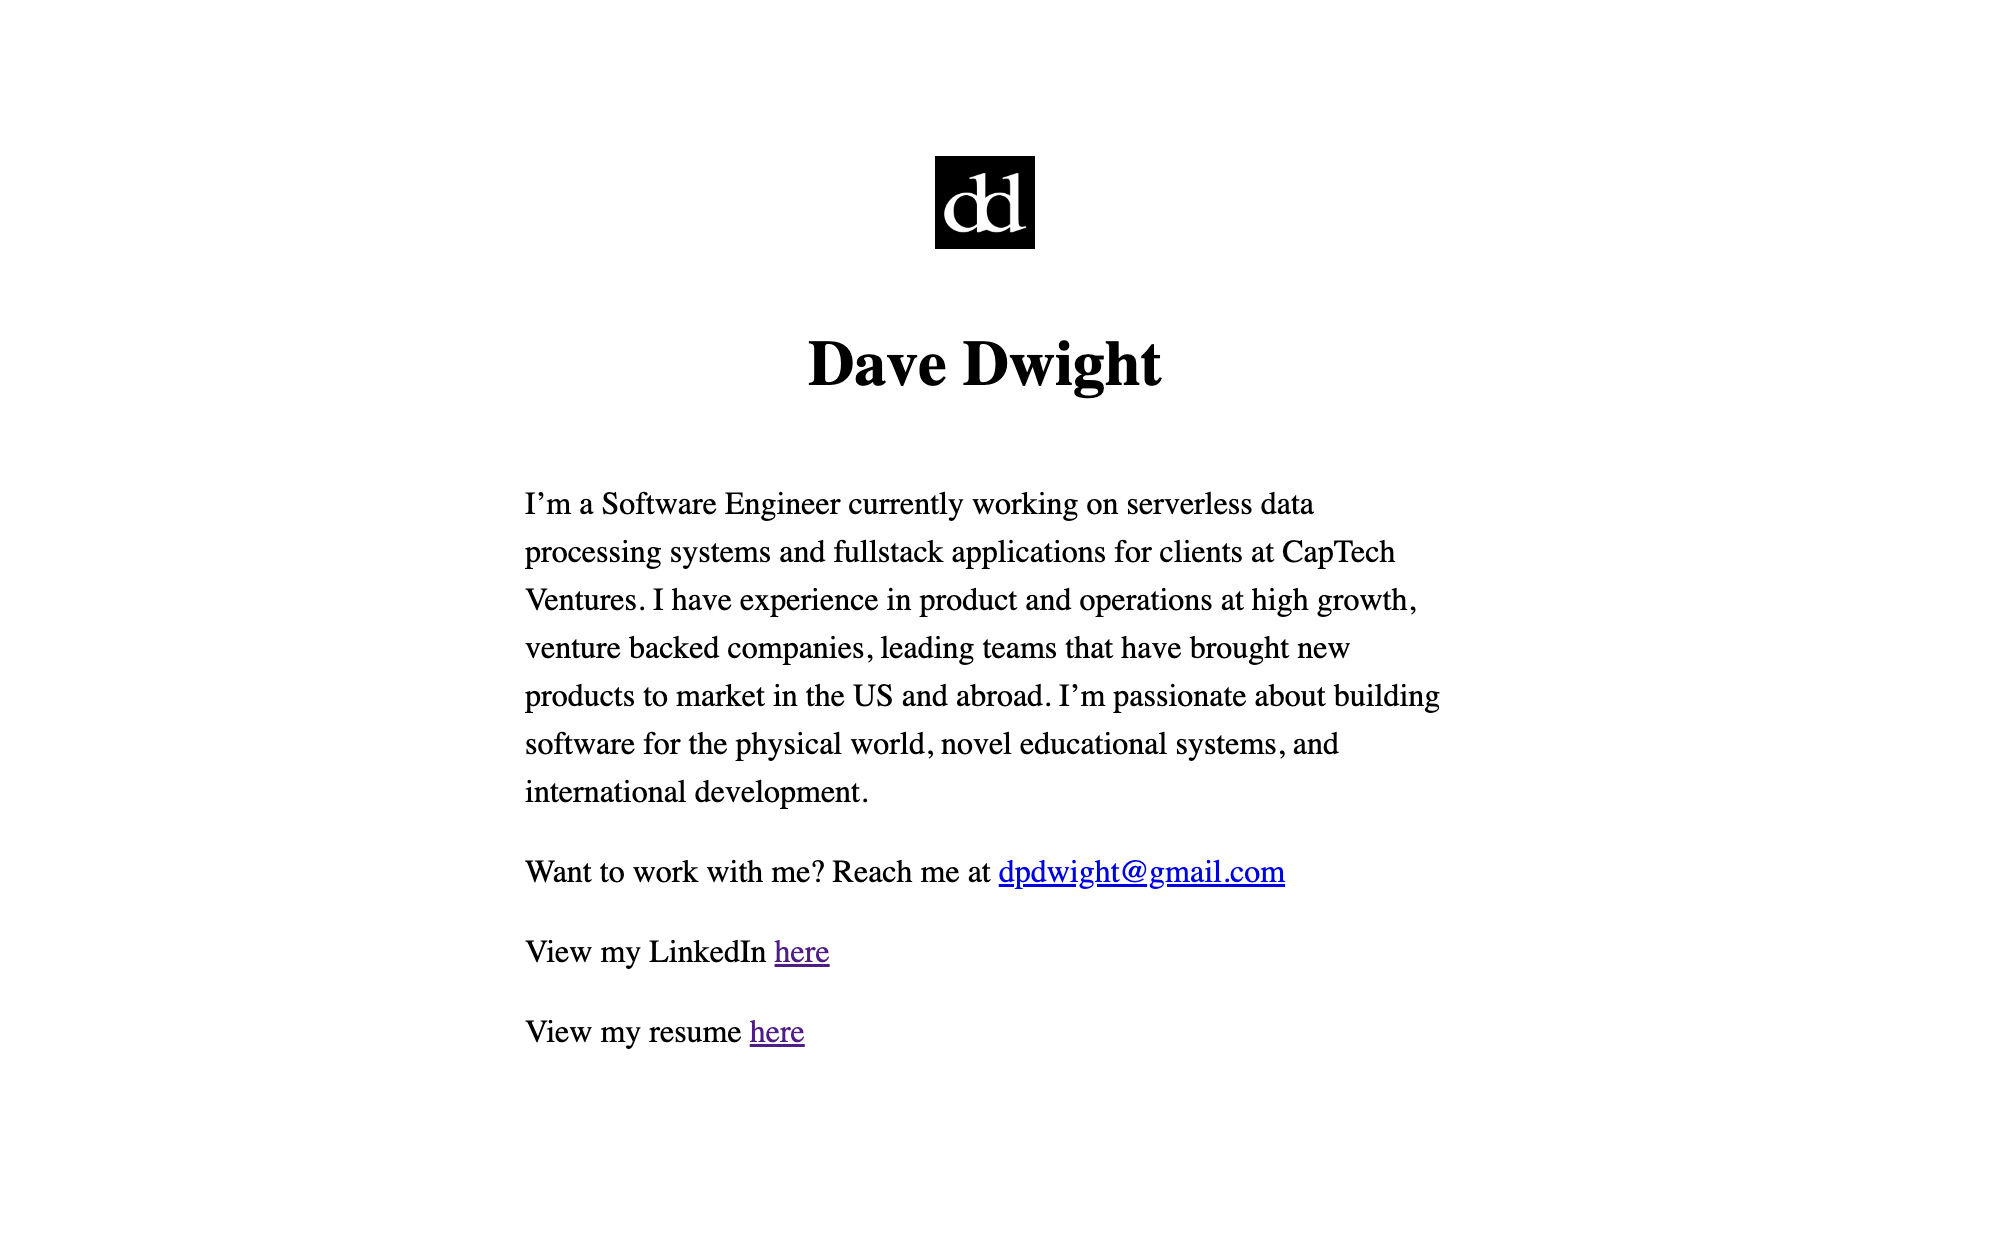 dd
Dave Dwight
I’m a Software Engineer currently working on serverless data
processing systems and fullstack applications for clients at CapTech
Ventures. I have experience in product and operations at high growth,
venture backed companies, leading teams that have brought new
products to market in the US and abroad. I’m passionate about building
software for the physical world, novel educational systems, and
international development.
Want to work with me? Reach me at dpdwight@gmail.com
View my LinkedIn here
View my resume here